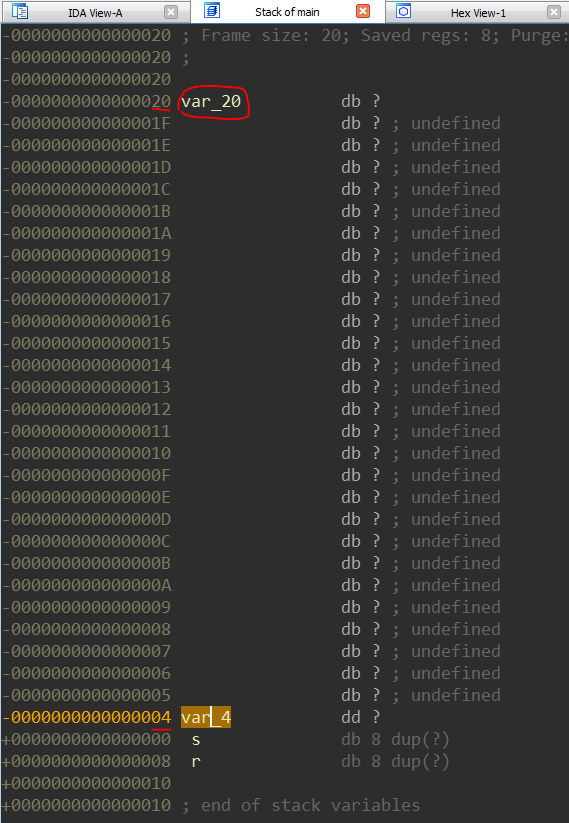 IDA View-A Stack of main Hex View-1
-0000000000000020 ; Frame size: 20; Saved regs: 8; Purge:
-0000000000000020 ;
-0000000000000020
-0000000000000020 var_20 db ?
-000000000000001F db ? ; undefined
-000000000000001E db ? ; undefined
-000000000000001D db ? ; undefined
-000000000000001C db ? ; undefined
-000000000000001B db ? ; undefined
-000000000000001A db ? ; undefined
-0000000000000019 db ? ; undefined
-0000000000000018 db ? ; undefined
-0000000000000017 db ? ; undefined
-0000000000000016 db ? ; undefined
-0000000000000015 db ? ; undefined
-0000000000000014 db ? ; undefined
-0000000000000013 db ? ; undefined
-0000000000000012 db ? ; undefined
-0000000000000011 db ? ; undefined
-0000000000000010 db ? ; undefined
-000000000000000F db ? ; undefined
-000000000000000E db ? ; undefined
-000000000000000D db ? ; undefined
-000000000000000C db ? ; undefined
-000000000000000B db ? ; undefined
-000000000000000A db ? ; undefined
-0000000000000009 db ? ; undefined
-0000000000000008 db ? ; undefined
-0000000000000007 db ? ; undefined
-0000000000000006 db ? ; undefined
-0000000000000005 db ? ; undefined
-0000000000000004 var_4 dd ?
+0000000000000000 s db 8 dup(?)
+0000000000000008 r db 8 dup(?)
+0000000000000010
+0000000000000010 ; end of stack variables